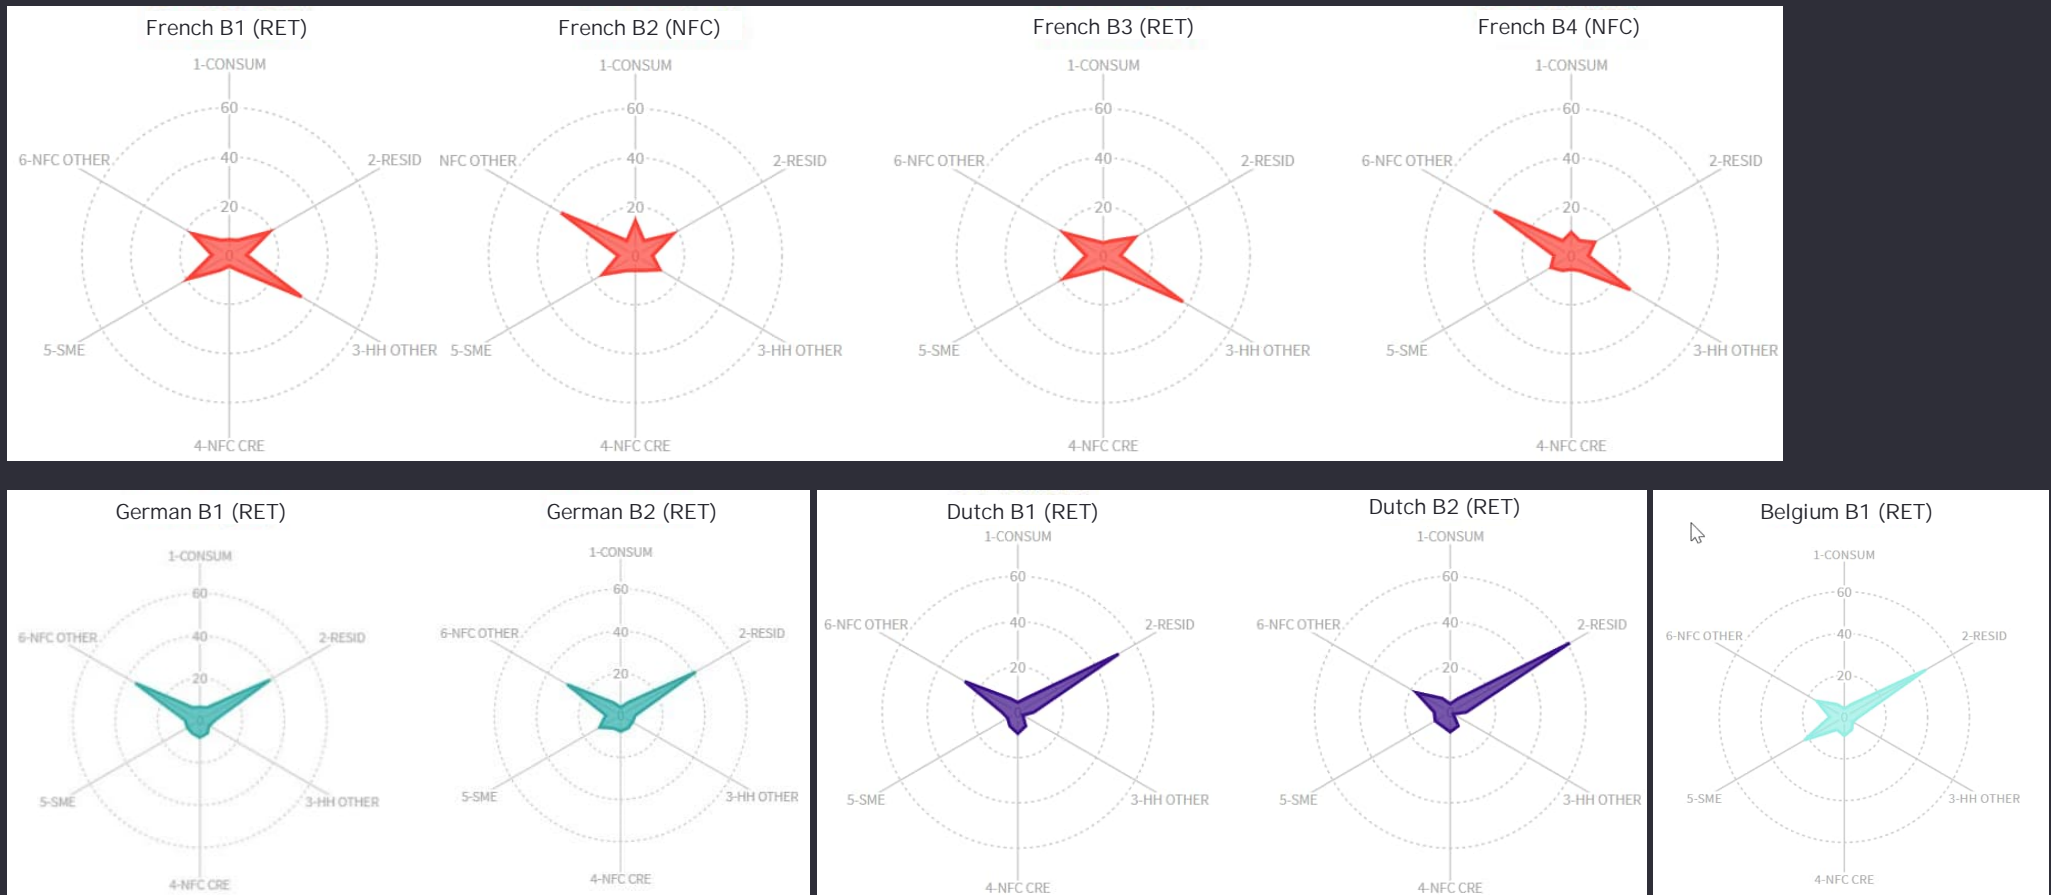 French B1 (RET)
1-CONSUM
60
6-NFC OTHER
40
2-RESID
20
0
5-SME
3-HH OTHER
4-NFC CRE
French B2 (NFC)
1-CONSUM
60
NFC OTHER
40
2-RESID
20
0
5-SME
3-HH OTHER
4-NFC CRE
French B3 (RET)
1-CONSUM
60
6-NFC OTHER
40
2-RESID
20
0
5-SME
3-HH OTHER
4-NFC CRE
French B4 (NFC)
1-CONSUM
60
6-NFC OTHER
40
2-RESID
20
0
5-SME
3-HH OTHER
4-NFC CRE
German B1 (RET)
1-CONSUM
60
6-NFC OTHER
40
2-RESID
20
0
5-SME
3-HH OTHER
4-NFC CRE
German B2 (RET)
1-CONSUM
60
6-NFC OTHER
40
2-RESID
20
0
5-SME
3-HH OTHER
4-NFC CRE
Dutch B1 (RET)
1-CONSUM
60
6-NFC OTHER
40
2-RESID
20
0
5-SME
3-HH OTHER
4-NFC CRE
Dutch B2 (RET)
1-CONSUM
60
6-NFC OTHER
40
2-RESID
20
0
5-SME
3-HH OTHER
4-NFC CRE
Belgium B1 (RET)
1-CONSUM
60
6-NFC OTHER
40
2-RESID
20
0
5-SME
3-HH OTHER
4-NFC CRE